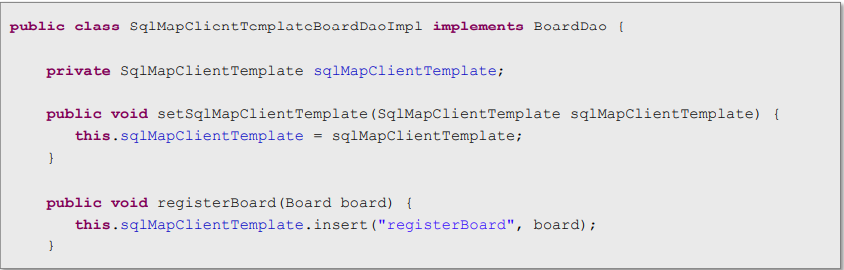 public class SqlMapClientTemplateBoardDaoImpl implements BoardDao {
private SqlMapClientTemplate sqlMapClientTemplate;
public void setSqlMapClientTemplate(SqlMapClientTemplate sqlMapClientTemplate) {
this.sqlMapClientTemplate = sqlMapClientTemplate;
}
public void registerBoard(Board board) {
this.sqlMapClientTemplate.insert("registerBoard", board);
}